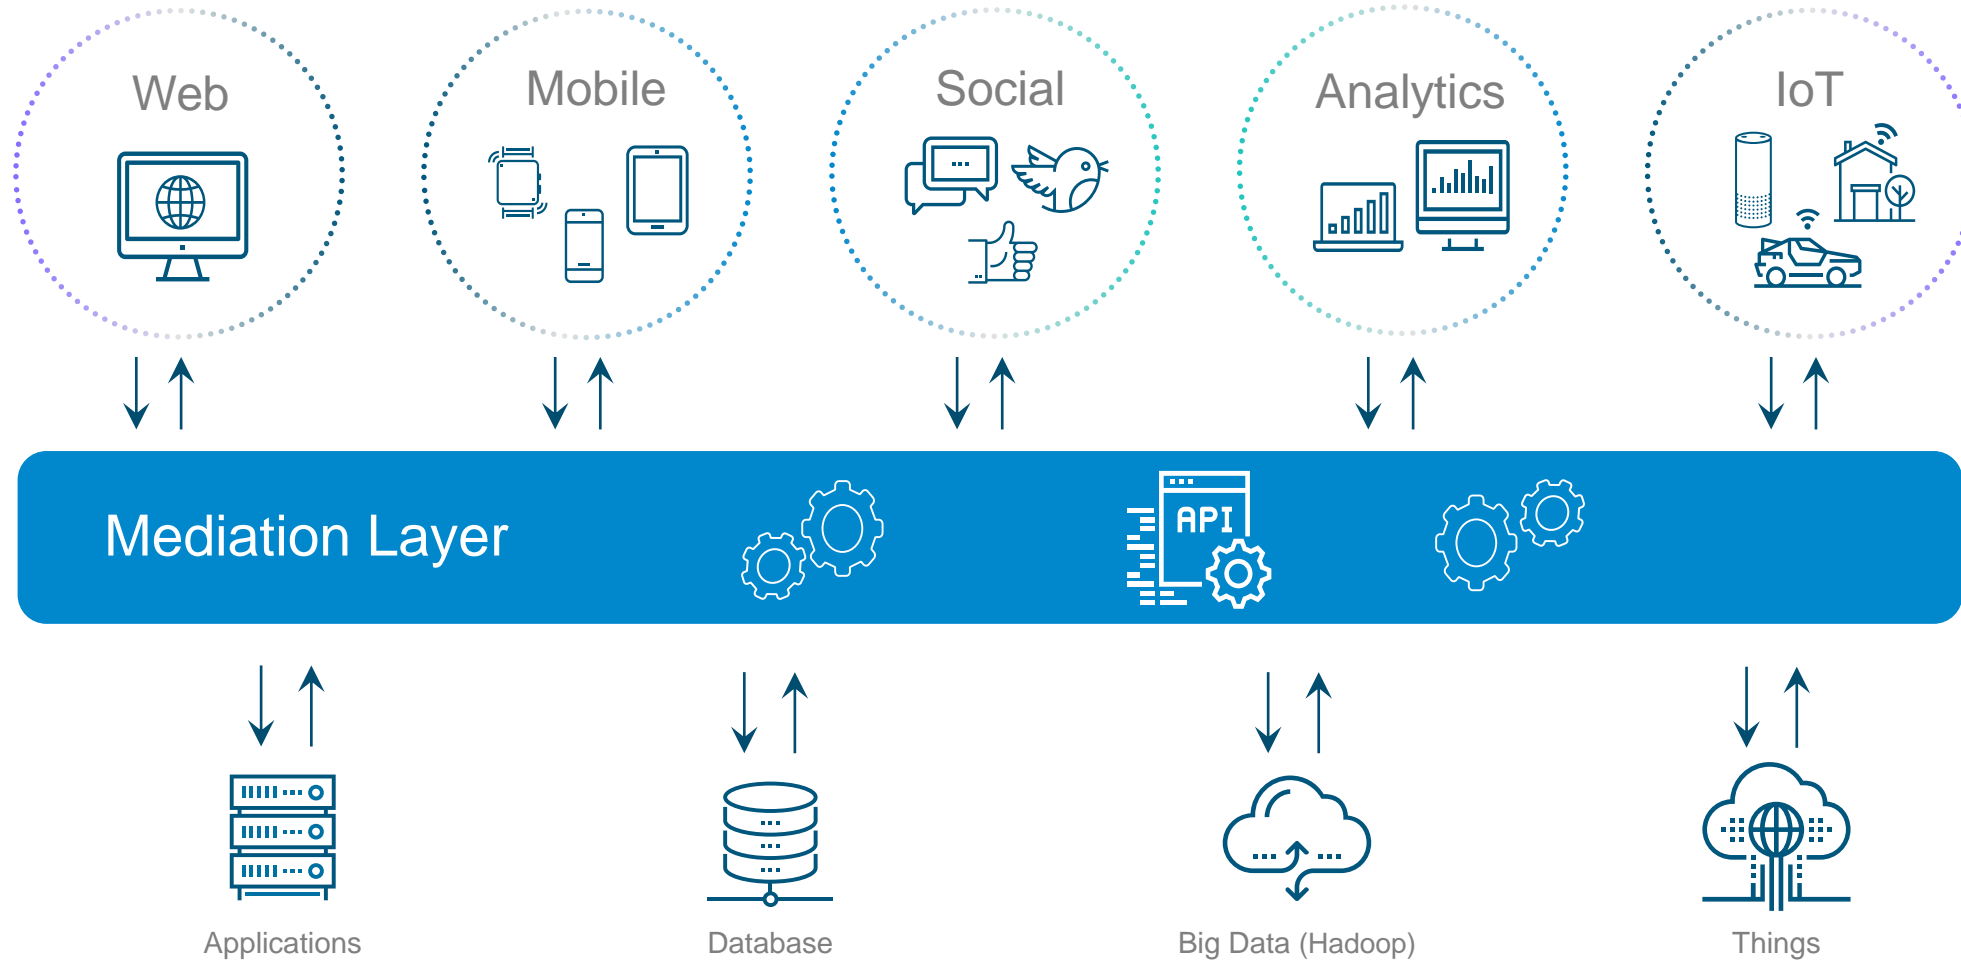 Web
Mobile
Social
Analytics
IoT
Mediation Layer
API
Applications
Database
Big Data (Hadoop)
Things